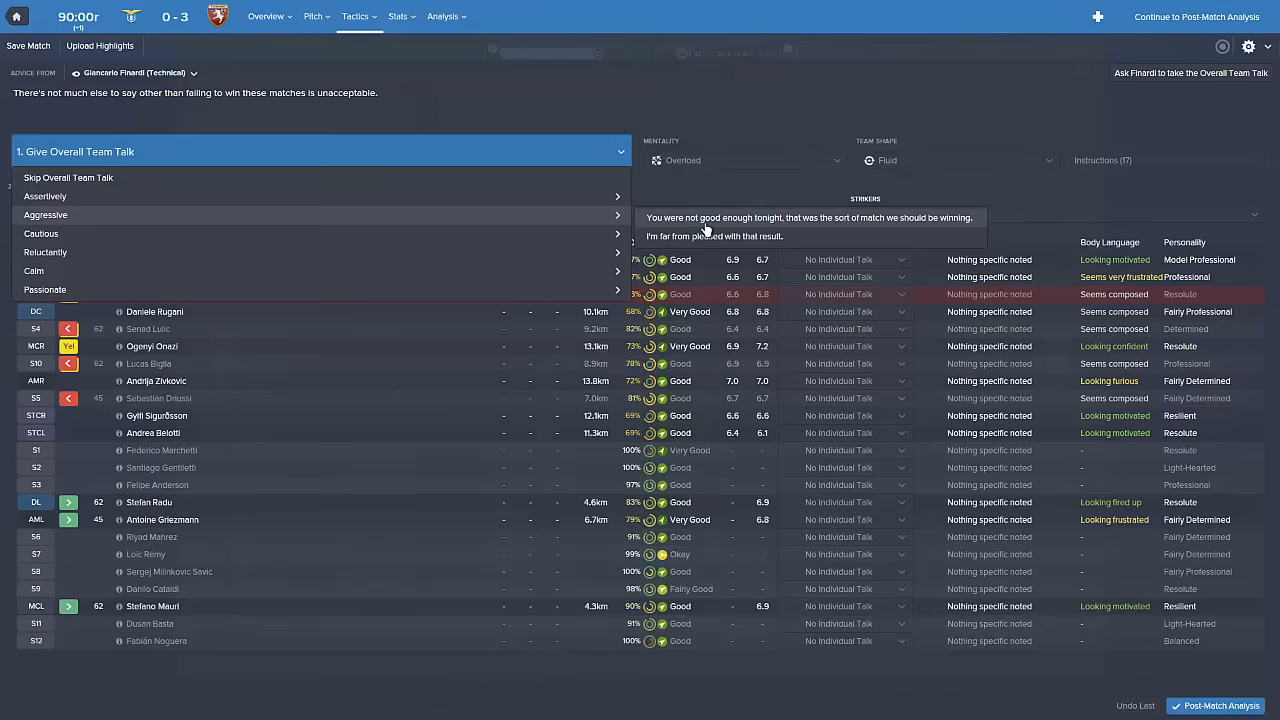 90:00r 0 - 3 Overview Pitch Tactics Stats Analysis Continue to Post-Match Analysis
(+1)
Save Match Upload Highlights
ADVICE FROM Giancarlo Finardi (Technical) Ask Finardi to take the Overall Team Talk
There's not much else to say other than failing to win these matches is unacceptable.
MENTALITY TEAM SHAPE
1. Give Overall Team Talk Overload Fluid Instructions (17)
Skip Overall Team Talk
Assertively STRIKERS
Aggressive You were not good enough tonight, that was the sort of match we should be winning.
Cautious I'm far from pleased with that result.
Body Language Personality
Reluctantly
7% Good 6.9 6.7 No Individual Talk Nothing specific noted Looking motivated Model Professional
Calm 7% Good 6.6 6.7 No Individual Talk Nothing specific noted Seems very frustrated Professional
Passionate 8% Good 6.6 6.8 No Individual Talk Nothing specific noted Seems composed Resolute
DC Daniele Rugani - - - 10.1km 68% Very Good 6.8 6.8 No Individual Talk Nothing specific noted Seems composed Fairly Professional
S4 62 Senad Lulic - - - 9.2km 82% Good 6.4 6.4 No Individual Talk Nothing specific noted Seems composed Determined
MCR Yel Ogenyi Onazi - - - 13.1km 73% Very Good 6.9 7.2 No Individual Talk Nothing specific noted Looking confident Resolute
S10 62 Lucas Biglia - - - 8.9km 78% Good 6.6 6.6 No Individual Talk Nothing specific noted Seems composed Professional
AMR Andrija Zivkovic - - - 13.8km 72% Good 7.0 7.0 No Individual Talk Nothing specific noted Looking furious Fairly Determined
S5 45 Sebastián Driussi - - - 7.0km 81% Good 6.7 6.7 No Individual Talk Nothing specific noted Seems composed Fairly Determined
STCR Gylfi Sigurðsson - - - 12.1km 69% Good 6.6 6.6 No Individual Talk Nothing specific noted Looking motivated Resilient
STCL Andrea Belotti - - - 11.3km 69% Good 6.4 6.1 No Individual Talk Nothing specific noted Looking motivated Resolute
S1 Federico Marchetti - - - 100% Very Good - - No Individual Talk Nothing specific noted - Resolute
S2 Santiago Gentiletti - - - 100% Good - - No Individual Talk Nothing specific noted - Light-Hearted
S3 Felipe Anderson - - - 97% Good - - No Individual Talk Nothing specific noted - Professional
DL 62 Stefan Radu - - - 4.6km 83% Good - 6.9 No Individual Talk Nothing specific noted Looking fired up Resolute
AML 45 Antoine Griezmann - - - 6.7km 79% Very Good - 6.8 No Individual Talk Nothing specific noted Looking frustrated Fairly Determined
S6 Riyad Mahrez - - - 91% Good - - No Individual Talk Nothing specific noted - Fairly Determined
S7 Loïc Rémy - - - 99% Okay - - No Individual Talk Nothing specific noted - Fairly Determined
S8 Sergej Milinkovic Savic - - - 100% Good - - No Individual Talk Nothing specific noted - Fairly Professional
S9 Danilo Cataldi - - - 98% Fairly Good - - No Individual Talk Nothing specific noted - Resolute
MCL 62 Stefano Mauri - - - 4.3km 90% Good - 6.9 No Individual Talk Nothing specific noted Looking motivated Resilient
S11 Dusan Basta - - - 91% Good - - No Individual Talk Nothing specific noted - Light-Hearted
S12 Fabián Noguera - - - 100% Good - - No Individual Talk Nothing specific noted - Balanced
Undo Last Post-Match Analysis